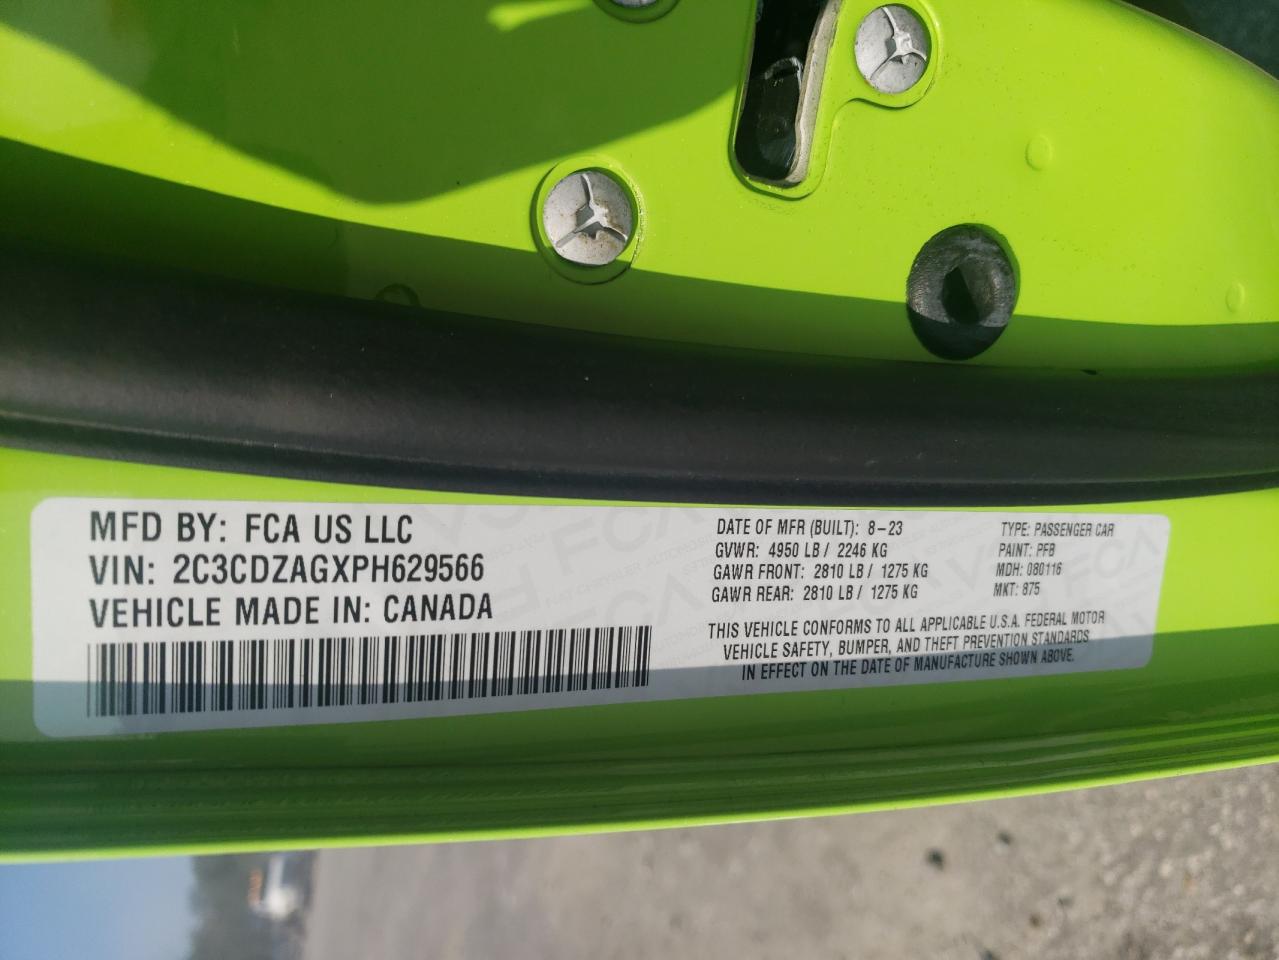 MFD BY: FCA US LLC
VIN: 2C3CDZAGXPH629566
VEHICLE MADE IN: CANADA
DATE OF MFR (BUILT): 8-23
GVWR: 4950 LB / 2246 KG
GAWR FRONT: 2810 LB / 1275 KG
GAWR REAR: 2810 LB / 1275 KG
TYPE: PASSENGER CAR
PAINT: PFB
MDH: 080116
MKT: 875
THIS VEHICLE CONFORMS TO ALL APPLICABLE U.S.A. FEDERAL MOTOR
VEHICLE SAFETY, BUMPER, AND THEFT PREVENTION STANDARDS
IN EFFECT ON THE DATE OF MANUFACTURE SHOWN ABOVE.